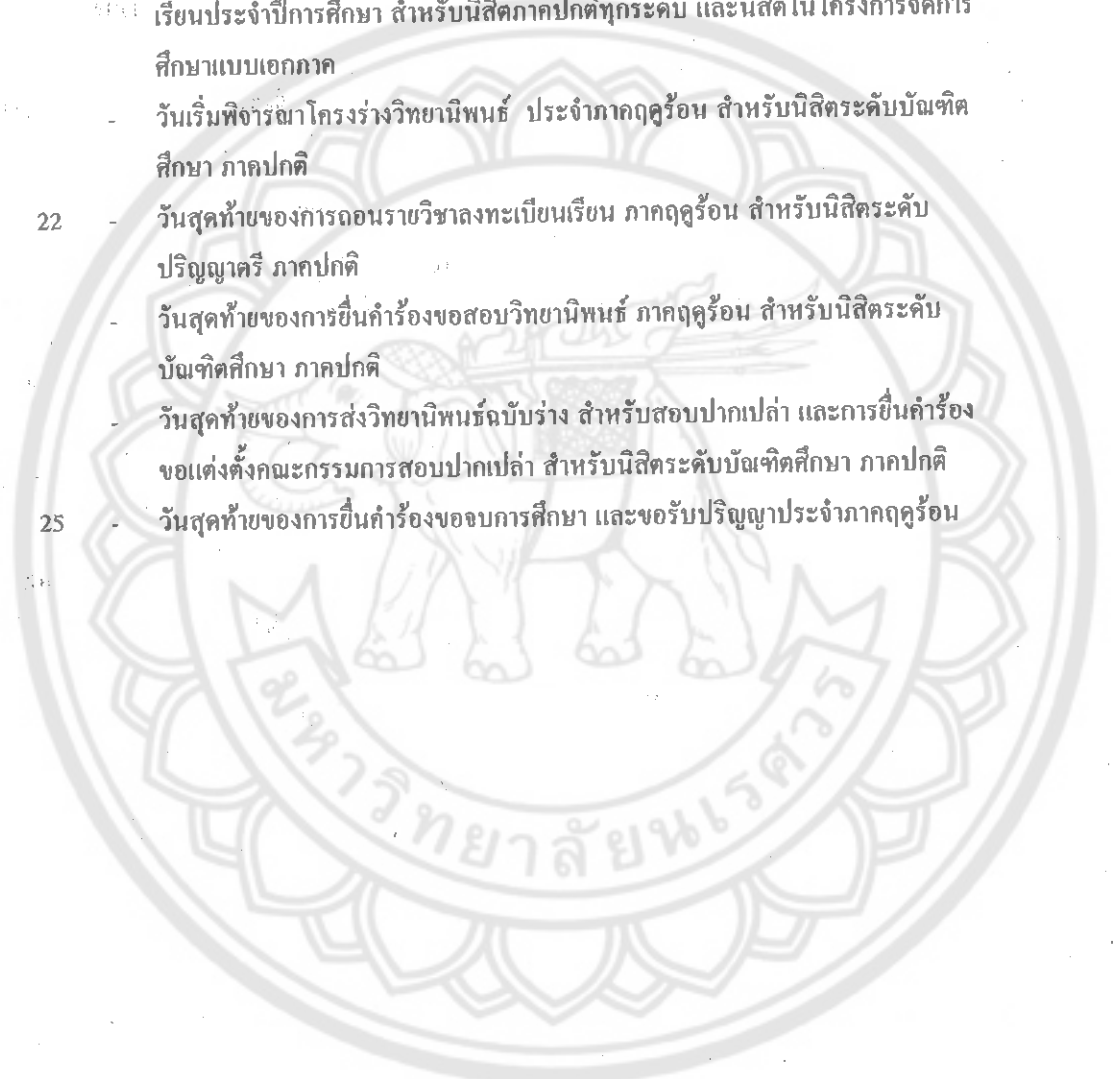 เรียนประจำปีการศึกษา สำหรับนิสิตภาคปกติทุกระดับ และนิสิตในโครงการจัดการ
ศึกษาแบบเอกภาค
- วันเริ่มพิจารณาโครงร่างวิทยานิพนธ์ ประจำภาคฤดูร้อน สำหรับนิสิตระดับบัณฑิต
ศึกษา ภาคปกติ
22 - วันสุดท้ายของการถอนรายวิชาลงทะเบียนเรียน ภาคฤดูร้อน สำหรับนิสิตระดับ
ปริญญาตรี ภาคปกติ
- วันสุดท้ายของการยื่นคำร้องขอสอบวิทยานิพนธ์ ภาคฤดูร้อน สำหรับนิสิตระดับ
บัณฑิตศึกษา ภาคปกติ
- วันสุดท้ายของการส่งวิทยานิพนธ์ฉบับร่าง สำหรับสอบปากเปล่า และการยื่นคำร้อง
ขอแต่งตั้งคณะกรรมการสอบปากเปล่า สำหรับนิสิตระดับบัณฑิตศึกษา ภาคปกติ
25 - วันสุดท้ายของการยื่นคำร้องขอจบการศึกษา และขอรับปริญญาประจำภาคฤดูร้อน
มหาวิทยาลัยนเรศวร